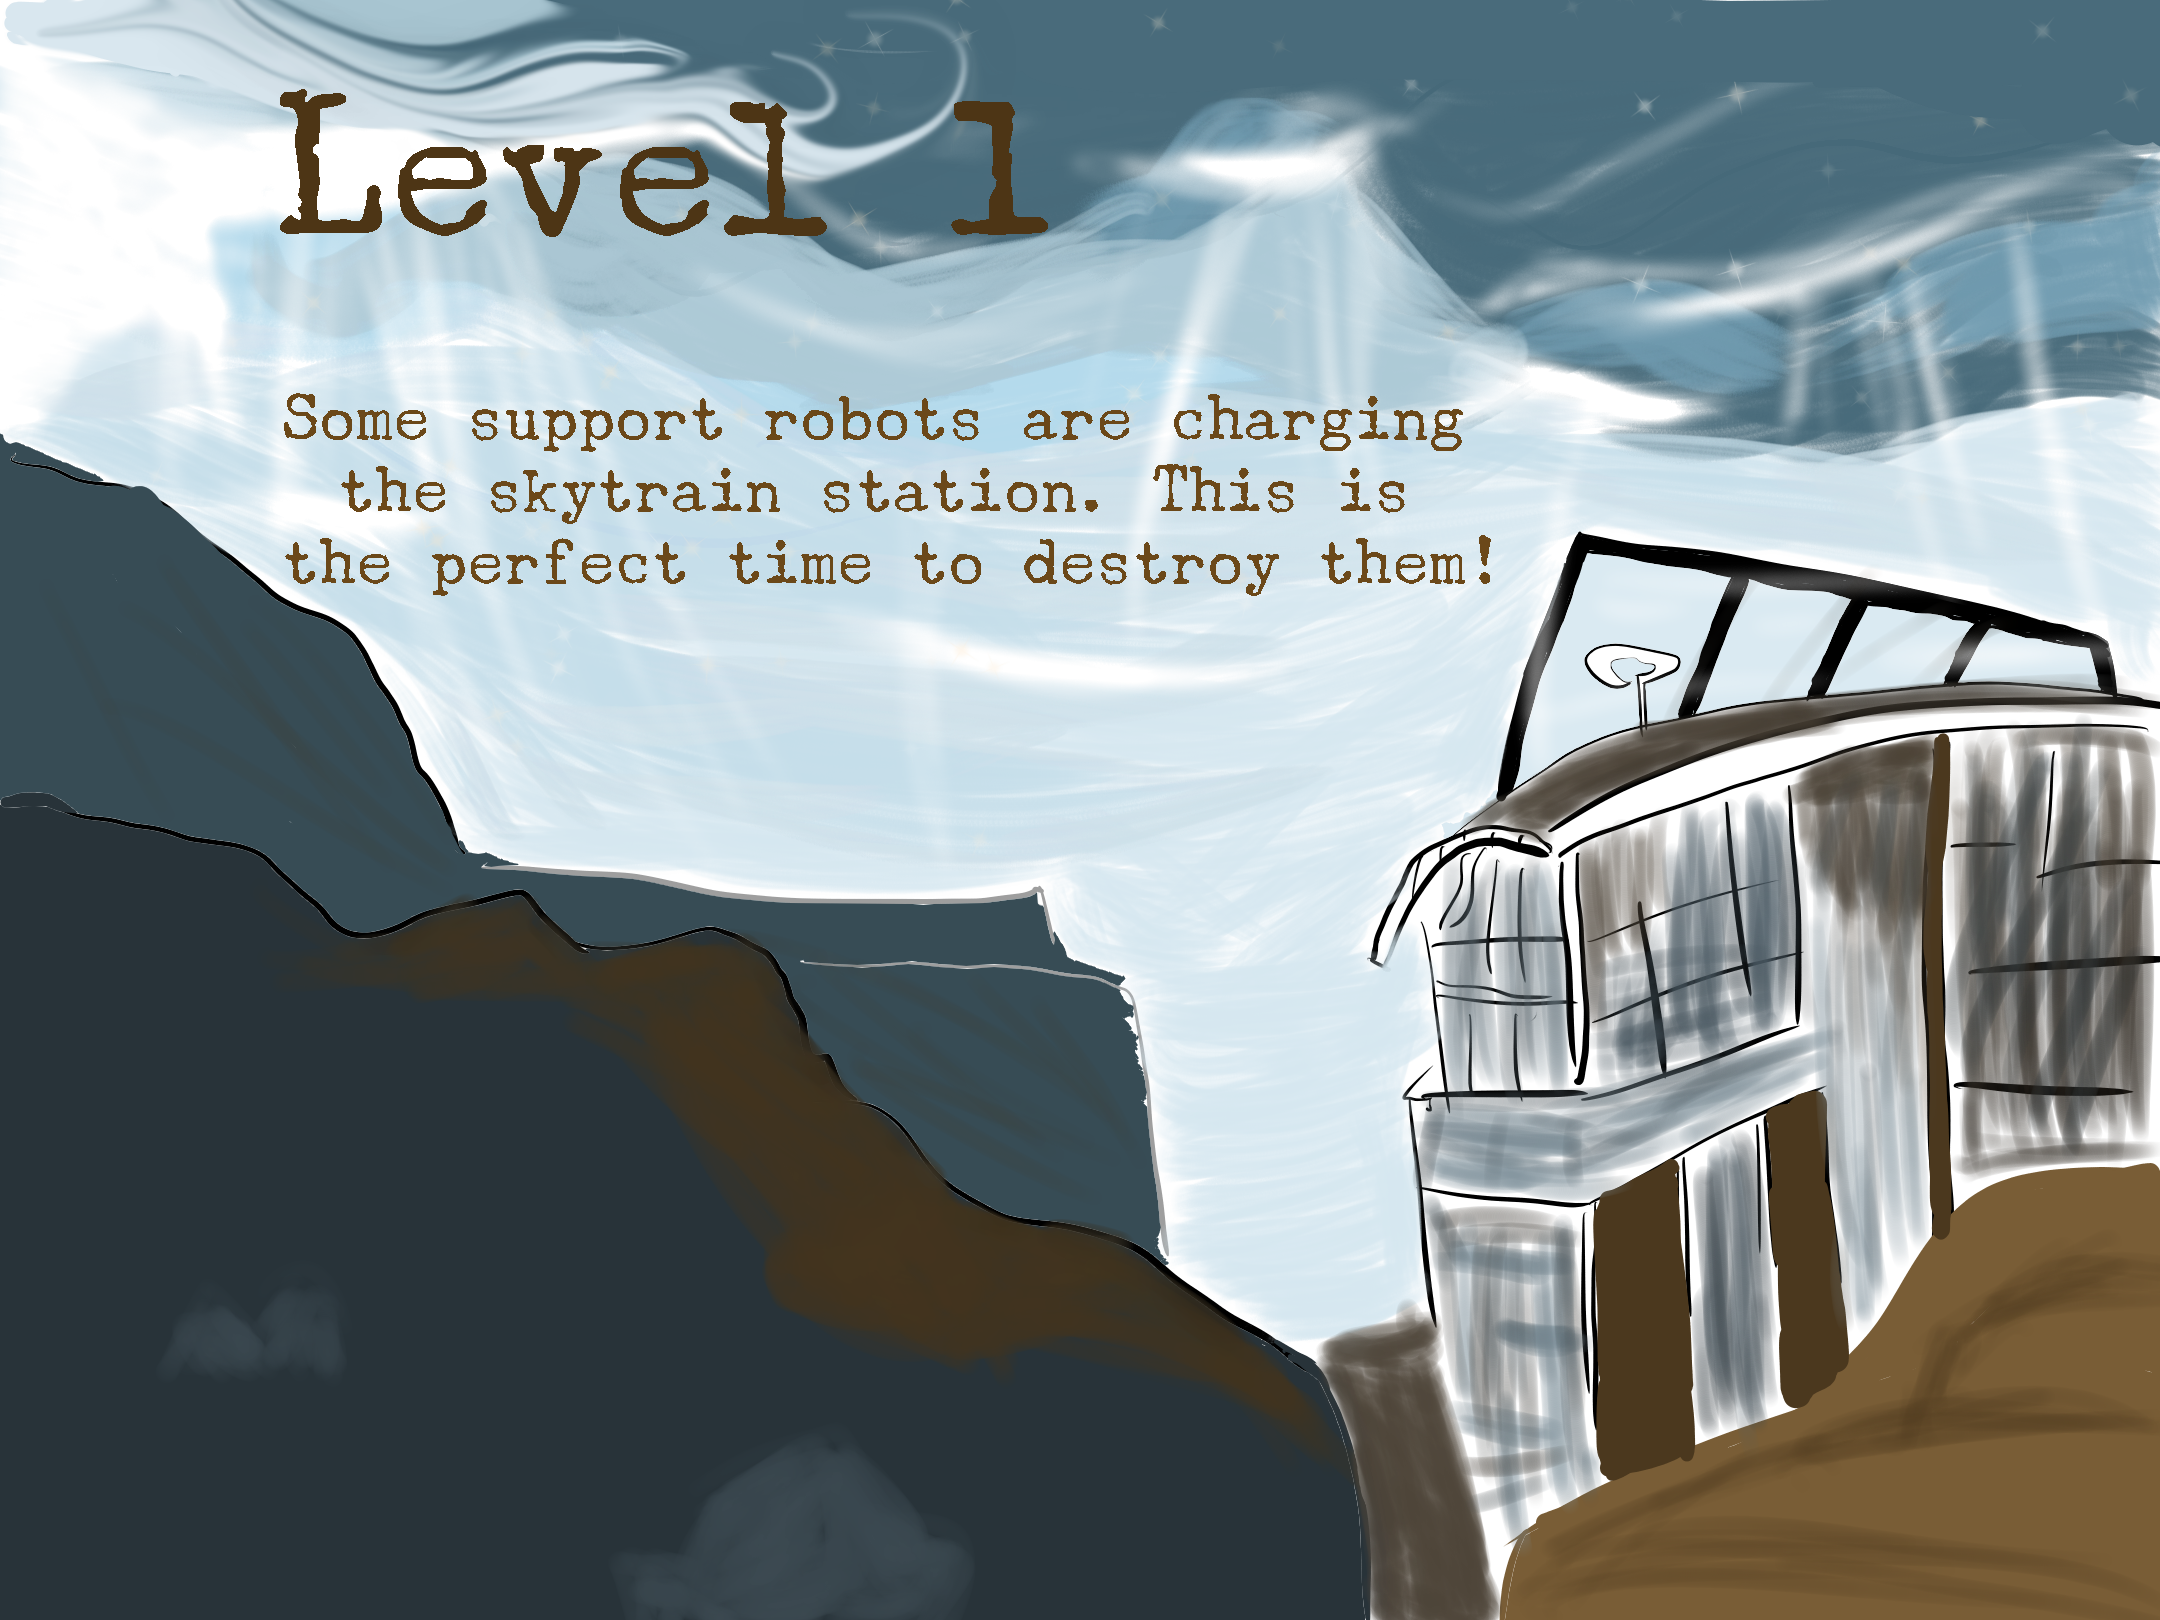 Level 1
Some support robots are charging
the skytrain station. This is
the perfect time to destroy them!